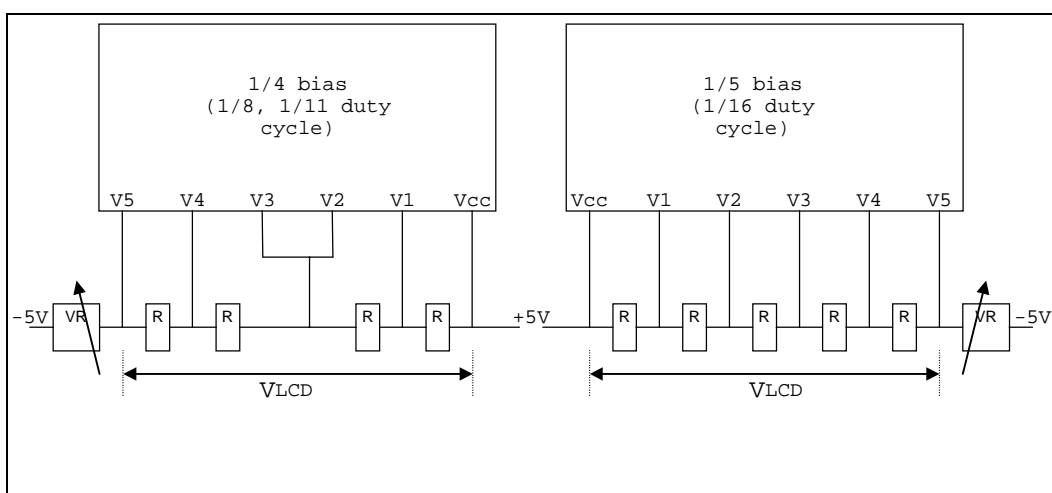 1/4 bias
(1/8, 1/11 duty
cycle)
V5 V4 V3 V2 V1 Vcc
1/5 bias
(1/16 duty
cycle)
Vcc V1 V2 V3 V4 V5
-5V VR R R R R +5V R R R R R VR -5V
VLCD VLCD